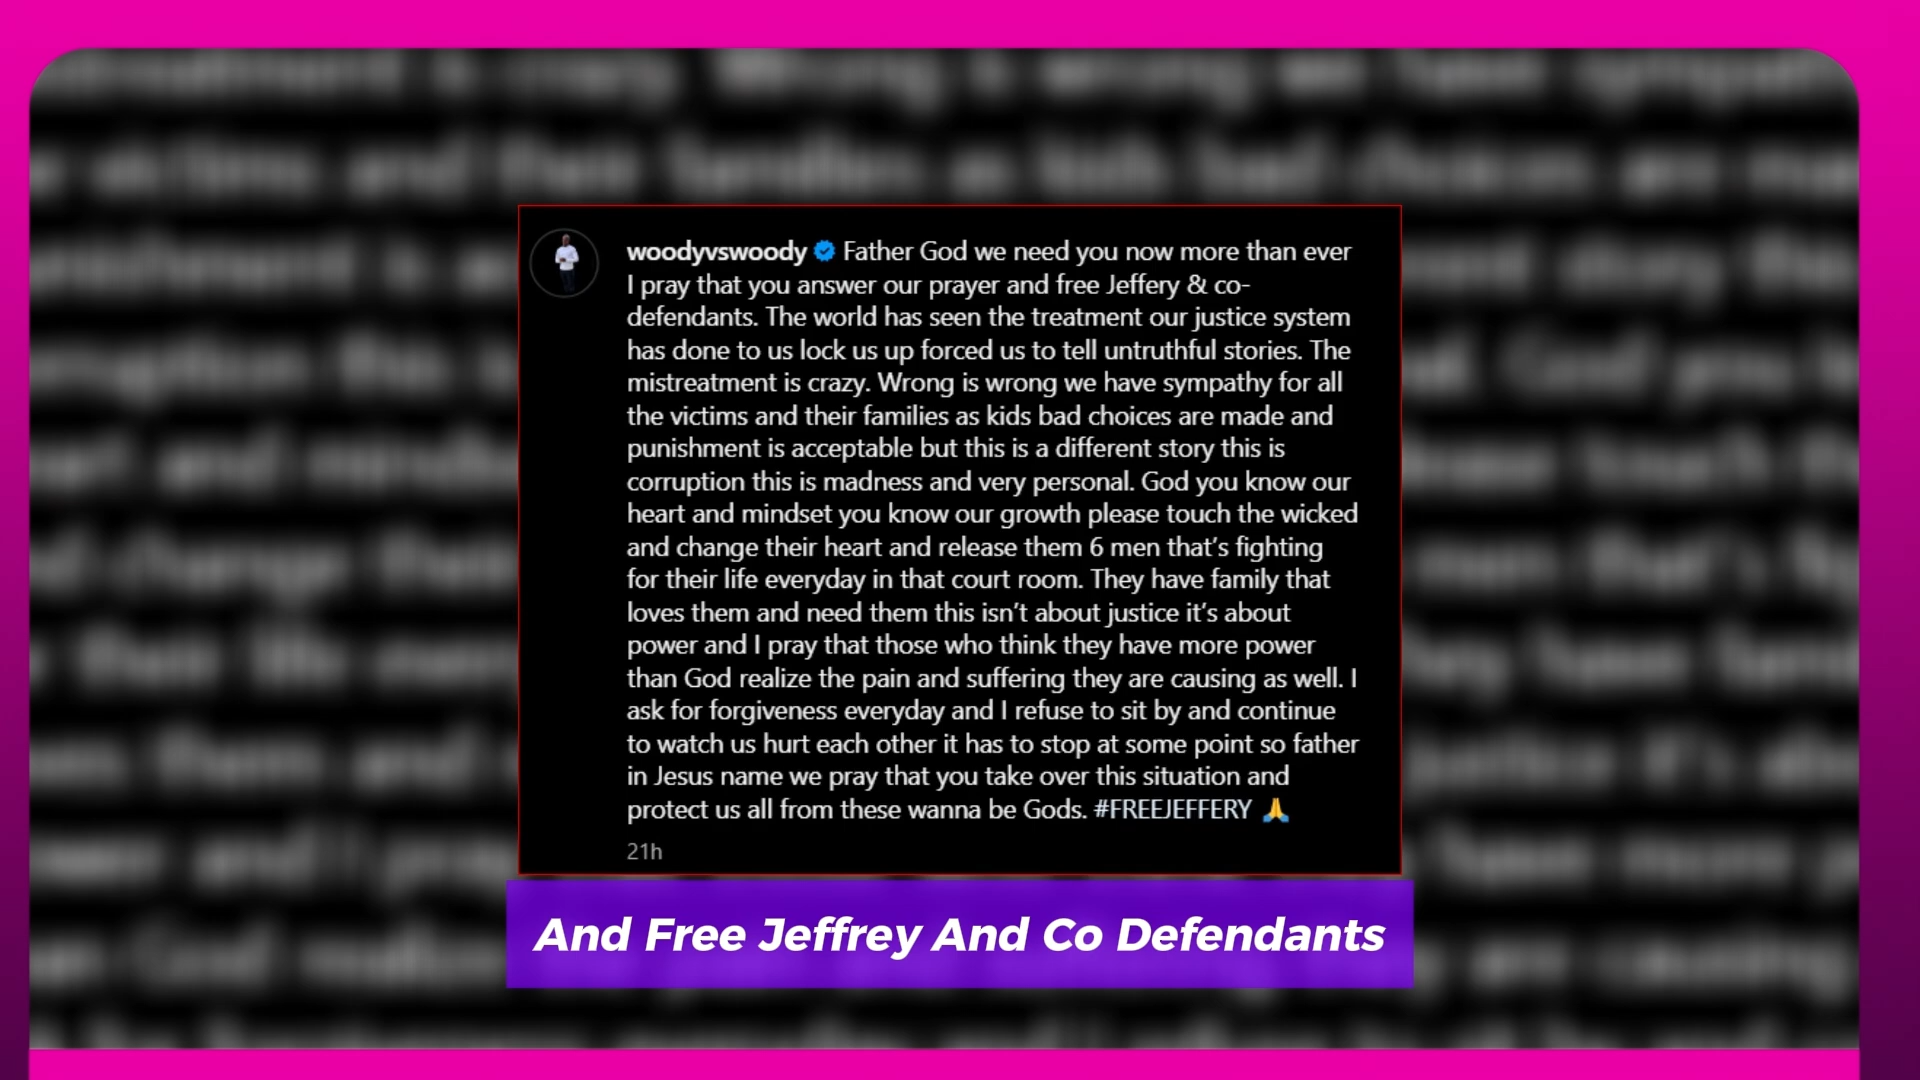 woodyvswoody Father God we need you now more than ever
I pray that you answer our prayer and free Jeffery & co-
defendants. The world has seen the treatment our justice system
has done to us lock us up forced us to tell untruthful stories. The
mistreatment is crazy. Wrong is wrong we have sympathy for all
the victims and their families as kids bad choices are made and
punishment is acceptable but this is a different story this is
corruption this is madness and very personal. God you know our
heart and mindset you know our growth please touch the wicked
and change their heart and release them 6 men that's fighting
for their life everyday in that court room. They have family that
loves them and need them this isn't about justice it's about
power and I pray that those who think they have more power
than God realize the pain and suffering they are causing as well. I
ask for forgiveness everyday and I refuse to sit by and continue
to watch us hurt each other it has to stop at some point so father
in Jesus name we pray that you take over this situation and
protect us all from these wanna be Gods. #FREEJEFFERY 🙏
21h
And Free Jeffrey And Co Defendants